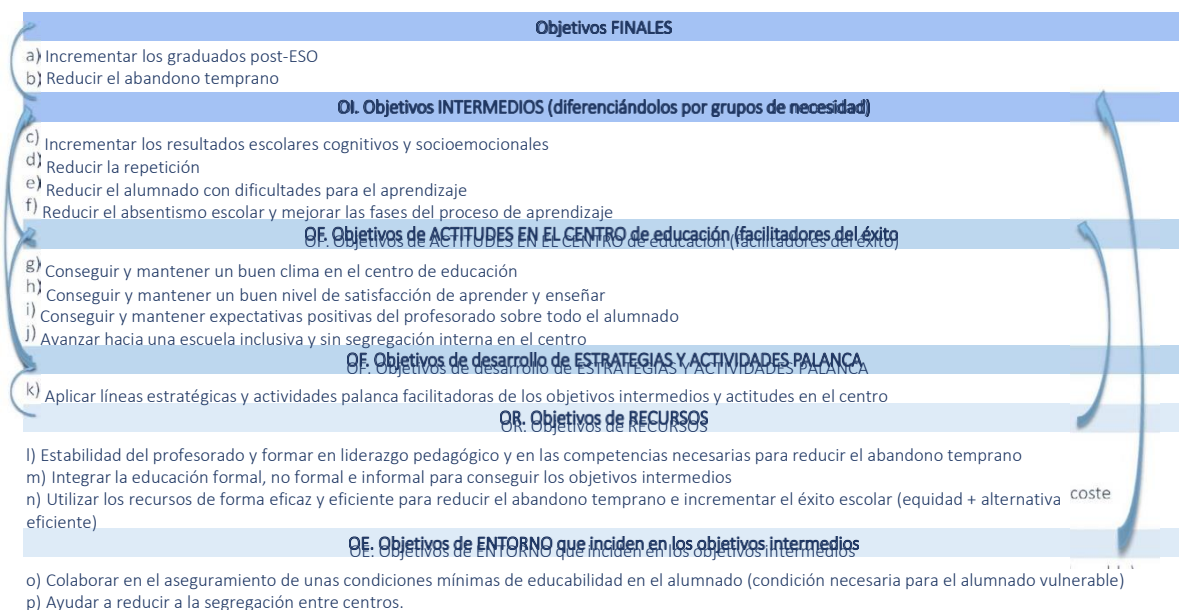 Objetivos FINALES
a) Incrementar los graduados post-ESO
b) Reducir el abandono temprano
OI. Objetivos INTERMEDIOS (diferenciándolos por grupos de necesidad)
c) Incrementar los resultados escolares cognitivos y socioemocionales
d) Reducir la repetición
e) Reducir el alumnado con dificultades para el aprendizaje
f) Reducir el absentismo escolar y mejorar las fases del proceso de aprendizaje
OF. Objetivos de ACTITUDES EN EL CENTRO de educación (facilitadores del éxito)
g) Conseguir y mantener un buen clima en el centro de educación
h) Conseguir y mantener un buen nivel de satisfacción de aprender y enseñar
i) Conseguir y mantener expectativas positivas del profesorado sobre todo el alumnado
j) Avanzar hacia una escuela inclusiva y sin segregación interna en el centro
OF. Objetivos de desarrollo de ESTRATEGIAS Y ACTIVIDADES PALANCA
k) Aplicar líneas estratégicas y actividades palanca facilitadoras de los objetivos intermedios y actitudes en el centro
OR. Objetivos de RECURSOS
l) Estabilidad del profesorado y formar en liderazgo pedagógico y en las competencias necesarias para reducir el abandono temprano
m) Integrar la educación formal, no formal e informal para conseguir los objetivos intermedios
n) Utilizar los recursos de forma eficaz y eficiente para reducir el abandono temprano e incrementar el éxito escolar (equidad + alternativa coste
eficiente)
OE. Objetivos de ENTORNO que inciden en los objetivos intermedios
o) Colaborar en el aseguramiento de unas condiciones mínimas de educabilidad en el alumnado (condición necesaria para el alumnado vulnerable)
p) Ayudar a reducir a la segregación entre centros.